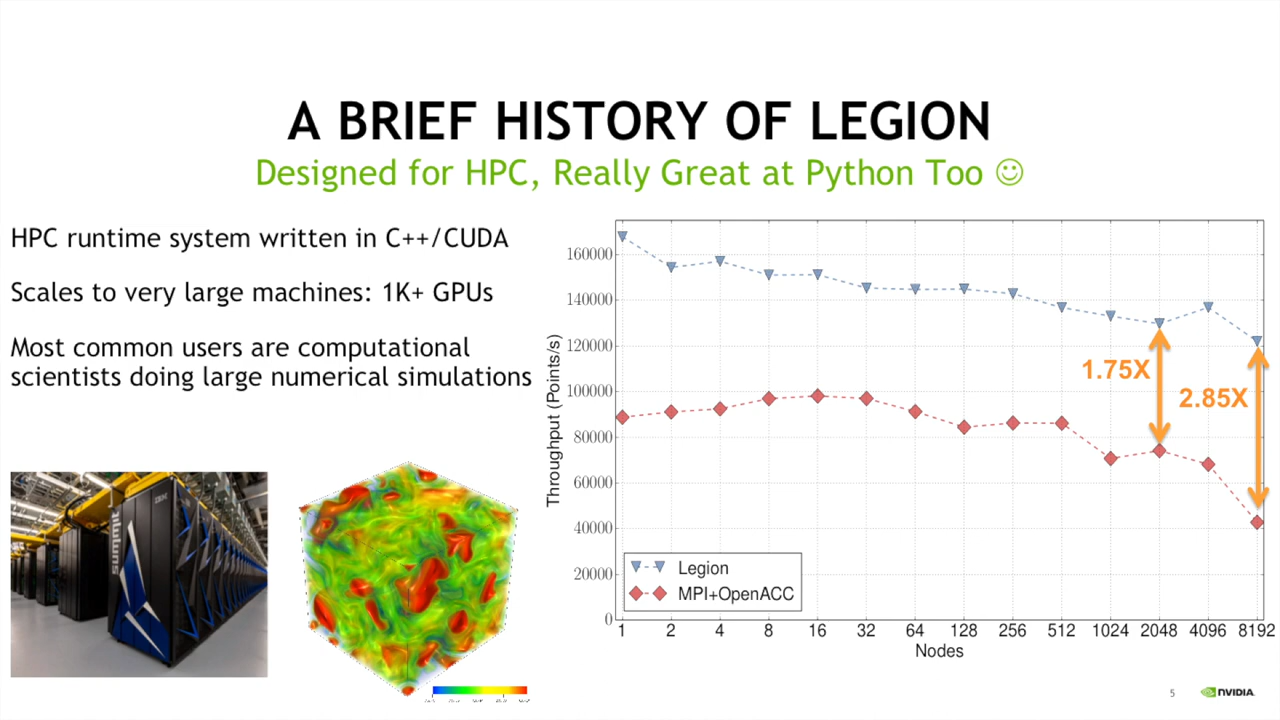 A BRIEF HISTORY OF LEGION
Designed for HPC, Really Great at Python Too ☺
HPC runtime system written in C++/CUDA
Scales to very large machines: 1K+ GPUs
Most common users are computational
scientists doing large numerical simulations
summit
IBM
Throughput (Points/s)
160000
140000
120000
100000
80000
60000
40000
20000
0
1.75X
2.85X
Legion
MPI+OpenACC
1 2 4 8 16 32 64 128 256 512 1024 2048 4096 8192
Nodes
5
NVIDIA